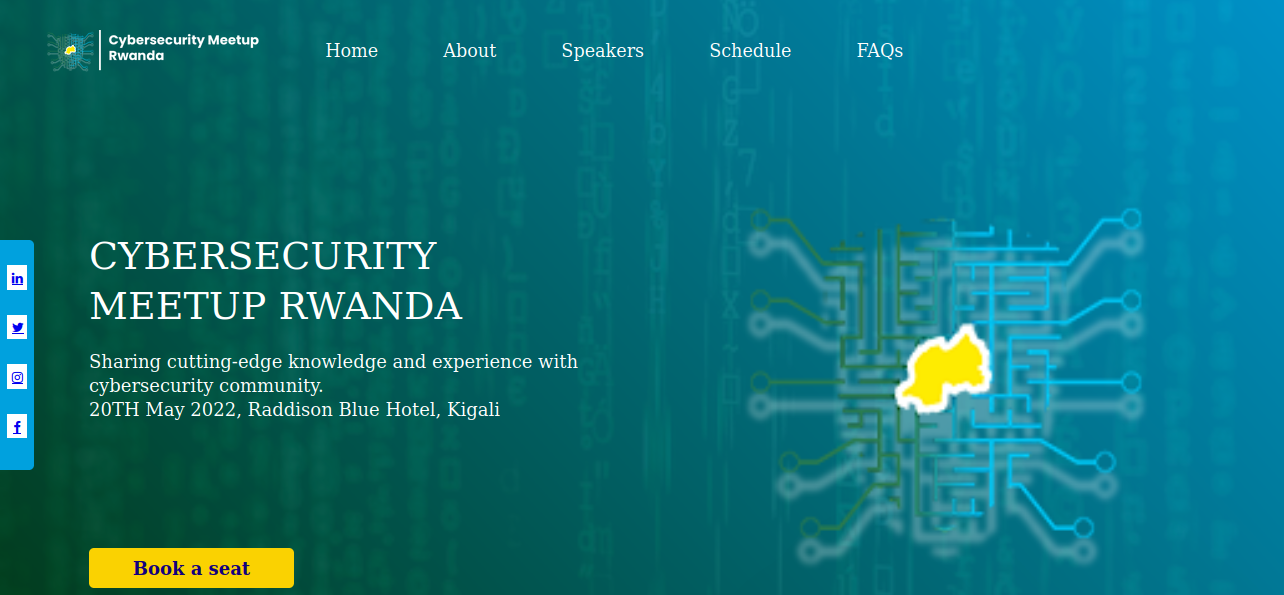 Cybersecurity Meetup
Rwanda
Home
About
Speakers
Schedule
FAQs
CYBERSECURITY
MEETUP RWANDA
Sharing cutting-edge knowledge and experience with
cybersecurity community.
20TH May 2022, Raddison Blue Hotel, Kigali
Book a seat